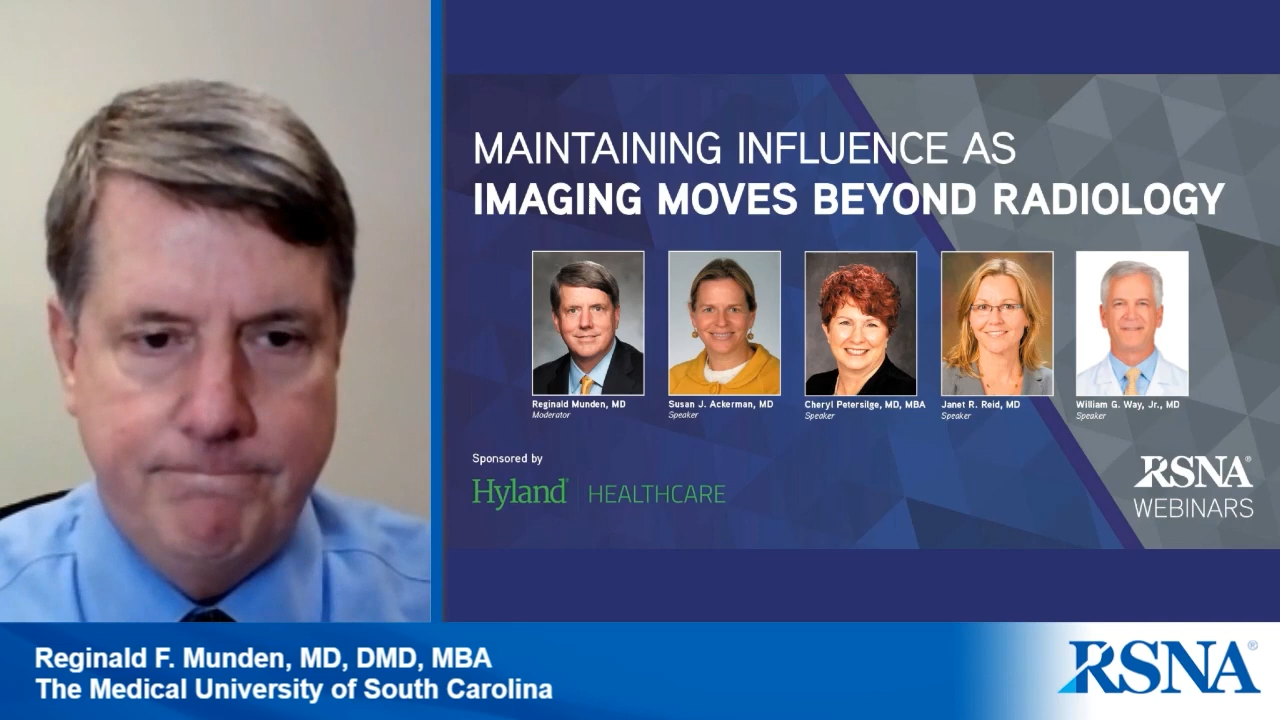 MAINTAINING INFLUENCE AS
IMAGING MOVES BEYOND RADIOLOGY
Reginald Munden, MD
Moderator
Susan J. Ackerman, MD
Speaker
Cheryl Petersilge, MD, MBA
Speaker
Janet R. Reid, MD
Speaker
William G. Way, Jr., MD
Speaker
Sponsored by
Hyland® HEALTHCARE
RSNA®
WEBINARS
Reginald F. Munden, MD, DMD, MBA
The Medical University of South Carolina
RSNA®